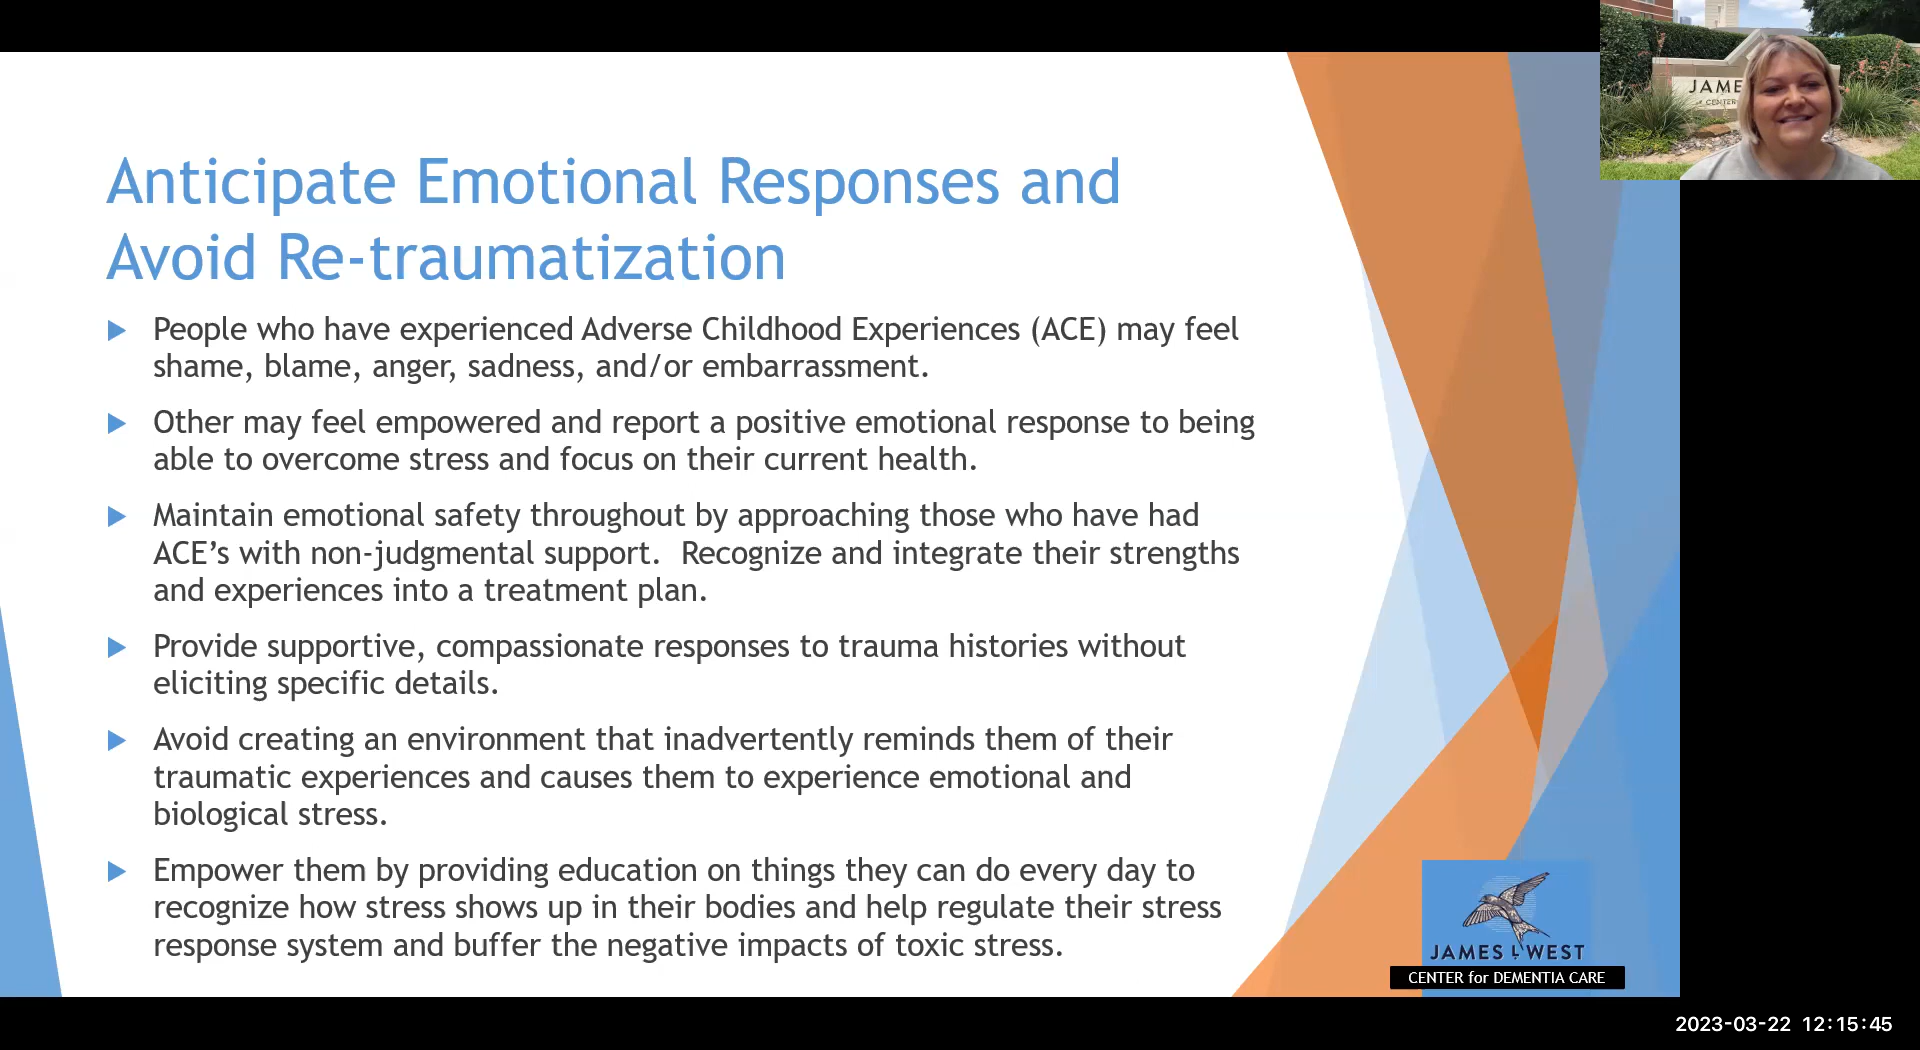 Anticipate Emotional Responses and
Avoid Re-traumatization
People who have experienced Adverse Childhood Experiences (ACE) may feel
shame, blame, anger, sadness, and/or embarrassment.
Other may feel empowered and report a positive emotional response to being
able to overcome stress and focus on their current health.
Maintain emotional safety throughout by approaching those who have had
ACE’s with non-judgmental support.  Recognize and integrate their strengths
and experiences into a treatment plan.
Provide supportive, compassionate responses to trauma histories without
eliciting specific details.
Avoid creating an environment that inadvertently reminds them of their
traumatic experiences and causes them to experience emotional and
biological stress.
Empower them by providing education on things they can do every day to
recognize how stress shows up in their bodies and help regulate their stress
response system and buffer the negative impacts of toxic stress.
JAME
CENTER
JAMES L WEST
CENTER for DEMENTIA CARE
2023-03-22 12:15:45